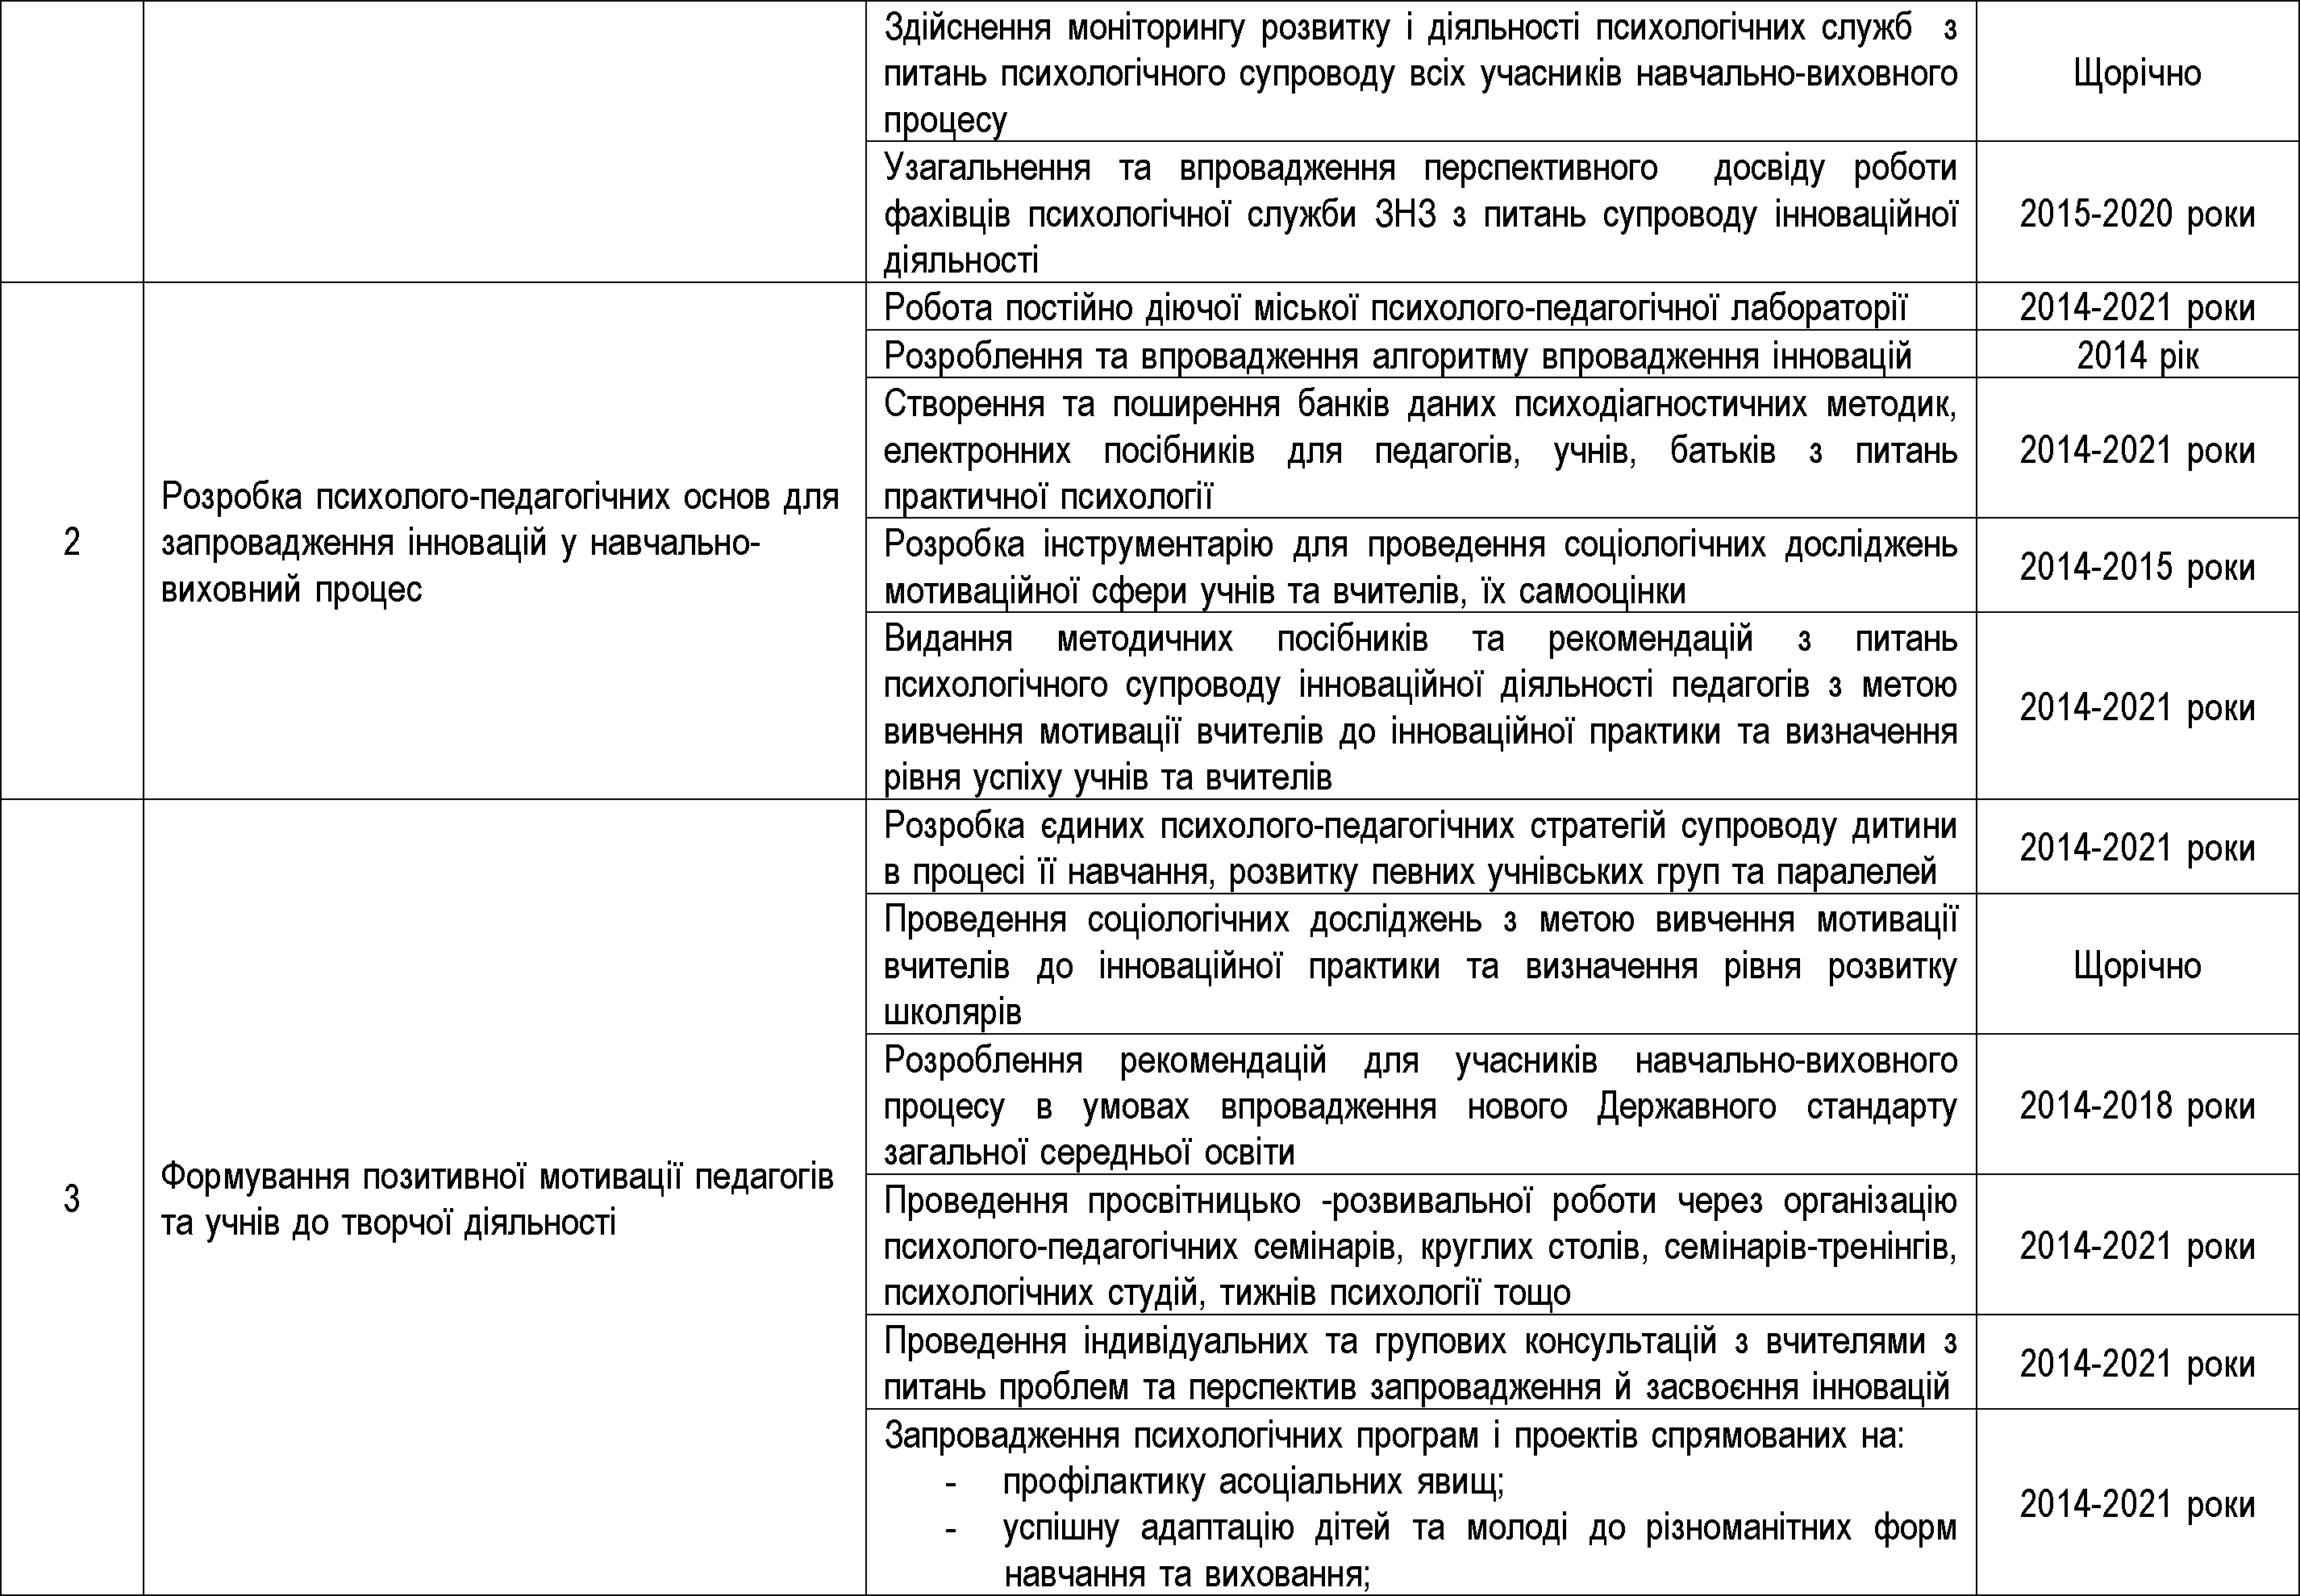 Здійснення моніторингу розвитку і діяльності психологічних служб з
питань психологічного супроводу всіх учасників навчально-виховного
процесу
Щорічно
Узагальнення та впровадження перспективного досвіду роботи
фахівців психологічної служби ЗНЗ з питань супроводу інноваційної
діяльності
2015-2020 роки
2
Розробка психолого-педагогічних основ для
запровадження інновацій у навчально-
виховний процес
Робота постійно діючої міської психолого-педагогічної лабораторії
2014-2021 роки
Розроблення та впровадження алгоритму впровадження інновацій
2014 рік
Створення та поширення банків даних психодіагностичних методик,
електронних посібників для педагогів, учнів, батьків з питань
практичної психології
2014-2021 роки
Розробка інструментарію для проведення соціологічних досліджень
мотиваційної сфери учнів та вчителів, їх самооцінки
2014-2015 роки
Видання методичних посібників та рекомендацій з питань
психологічного супроводу інноваційної діяльності педагогів з метою
вивчення мотивації вчителів до інноваційної практики та визначення
рівня успіху учнів та вчителів
2014-2021 роки
3
Формування позитивної мотивації педагогів
та учнів до творчої діяльності
Розробка єдиних психолого-педагогічних стратегій супроводу дитини
в процесі її навчання, розвитку певних учнівських груп та паралелей
2014-2021 роки
Проведення соціологічних досліджень з метою вивчення мотивації
вчителів до інноваційної практики та визначення рівня розвитку
школярів
Щорічно
Розроблення рекомендацій для учасників навчально-виховного
процесу в умовах впровадження нового Державного стандарту
загальної середньої освіти
2014-2018 роки
Проведення просвітницько -розвивальної роботи через організацію
психолого-педагогічних семінарів, круглих столів, семінарів-тренінгів,
психологічних студій, тижнів психології тощо
2014-2021 роки
Проведення індивідуальних та групових консультацій з вчителями з
питань проблем та перспектив запровадження й засвоєння інновацій
2014-2021 роки
Запровадження психологічних програм і проектів спрямованих на:
- профілактику асоціальних явищ;
- успішну адаптацію дітей та молоді до різноманітних форм
навчання та виховання;
2014-2021 роки